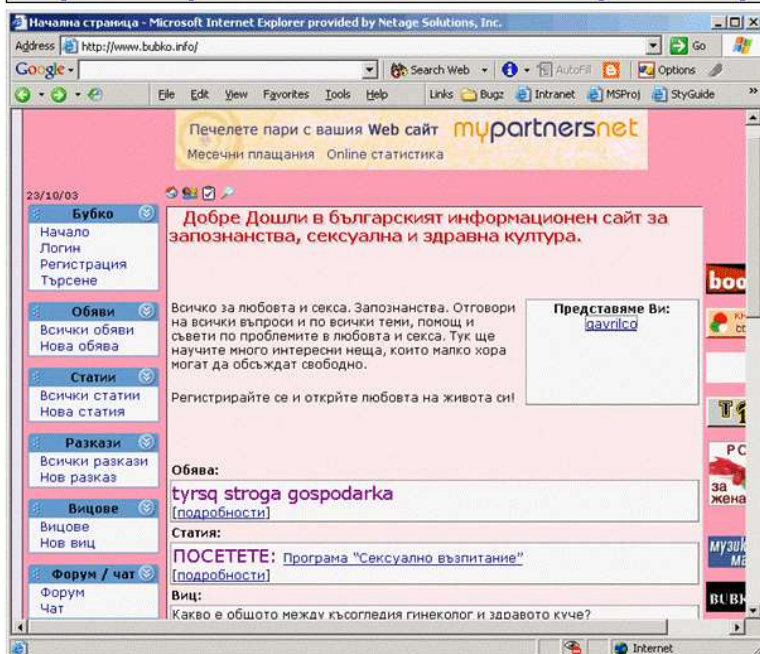 Начална страница - Microsoft Internet Explorer provided by Netage Solutions, Inc.
Address http://www.bubko.info/ Go
Google Search Web AutoFill Options
File Edit View Favorites Tools Help Links Bugz Intranet MSProj StyGuide »
Печелете пари с вашия Web сайт mypartnersnet
Месечни плащания Online статистика
23/10/03
Бубко
Начало
Логин
Регистрация
Търсене
Обяви
Всички обяви
Нова обява
Статии
Всички статии
Нова статия
Разкази
Всички разкази
Нов разказ
Вицове
Вицове
Нов виц
Форум / чат
Форум
Чат
Добре Дошли в българският информационен сайт за
запознанства, сексуална и здравна култура.
Всичко за любовта и секса. Запознанства. Отговори
на всички въпроси и по всички теми, помощ и
съвети по проблемите в любовта и секса. Тук ще
научите много интересни неща, които малко хора
могат да обсъждат свободно.
Регистрирайте се и открйте любовта на живота си!
Представяме Ви:
gavrilco
Обява:
tyrsq stroga gospodarka
[подробности]
Статия:
ПОСЕТЕТЕ: Програма "Сексуално възпитание"
[подробности]
Виц:
Какво е общото между късогледия гинеколог и здравото куче?
за
жена
Internet